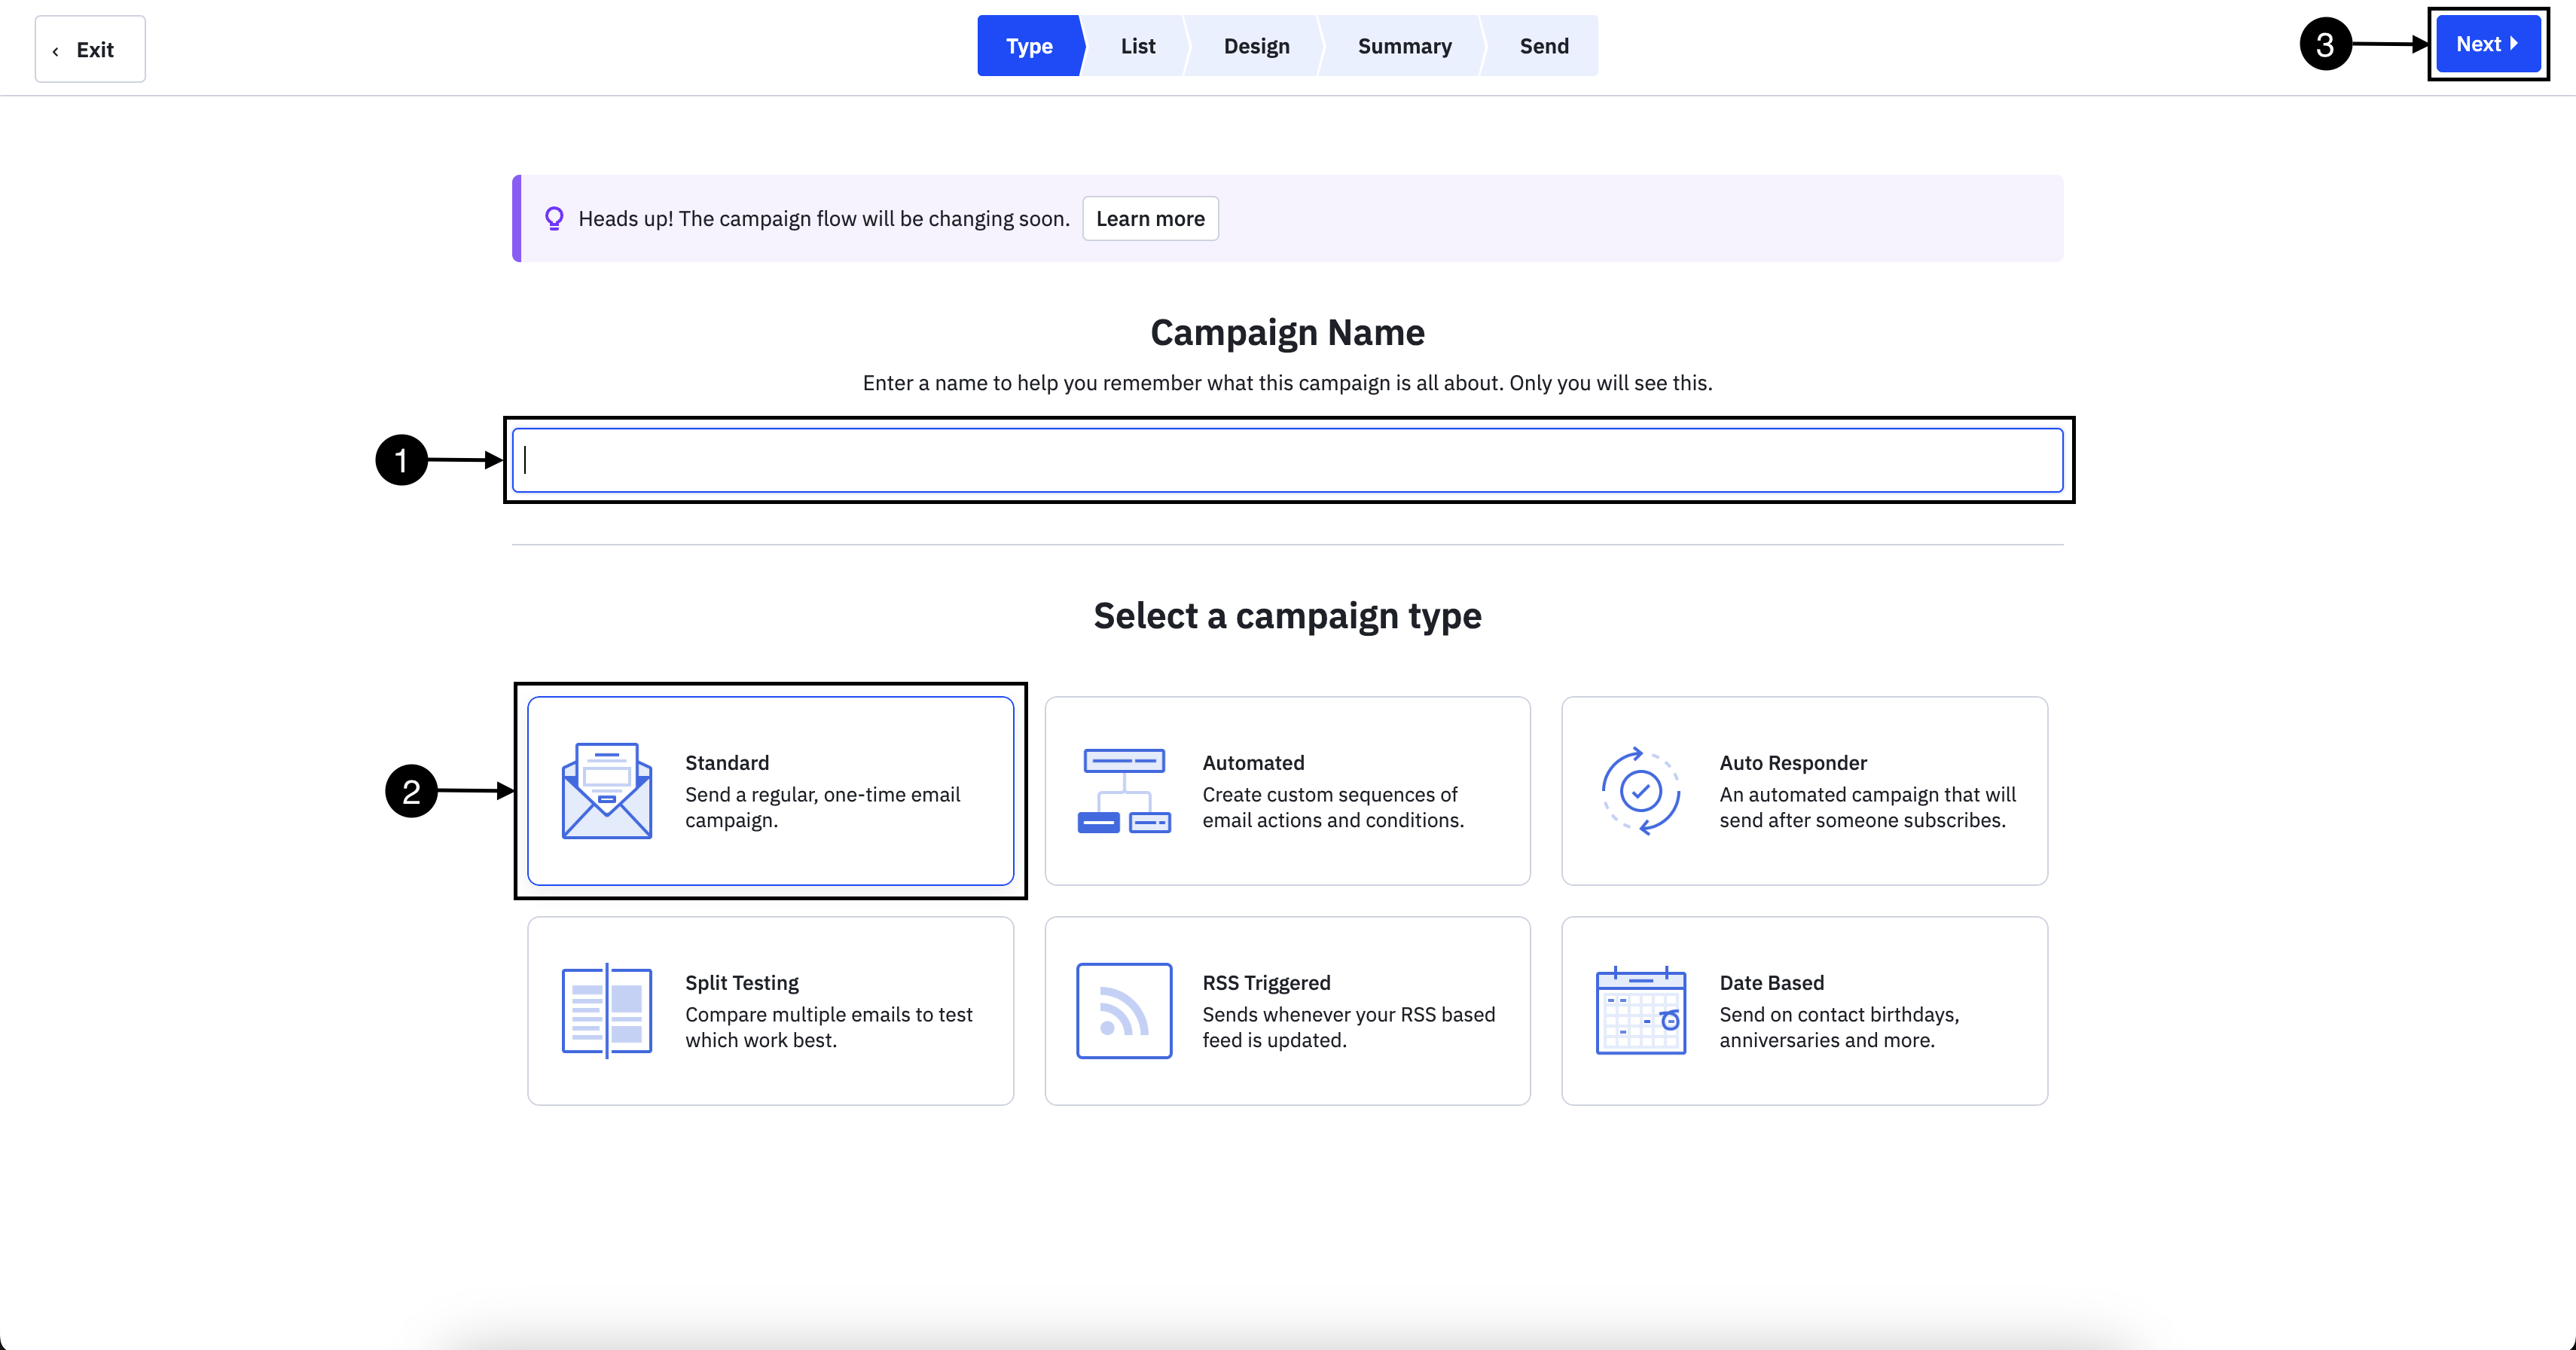 Exit
Type
List
Design
Summary
Send
3
Next
Heads up! The campaign flow will be changing soon.
Learn more
Campaign Name
Enter a name to help you remember what this campaign is all about. Only you will see this.
1
Select a campaign type
2
Standard
Send a regular, one-time email
campaign.
Automated
Create custom sequences of
email actions and conditions.
Auto Responder
An automated campaign that will
send after someone subscribes.
Split Testing
Compare multiple emails to test
which work best.
RSS Triggered
Sends whenever your RSS based
feed is updated.
Date Based
Send on contact birthdays,
anniversaries and more.